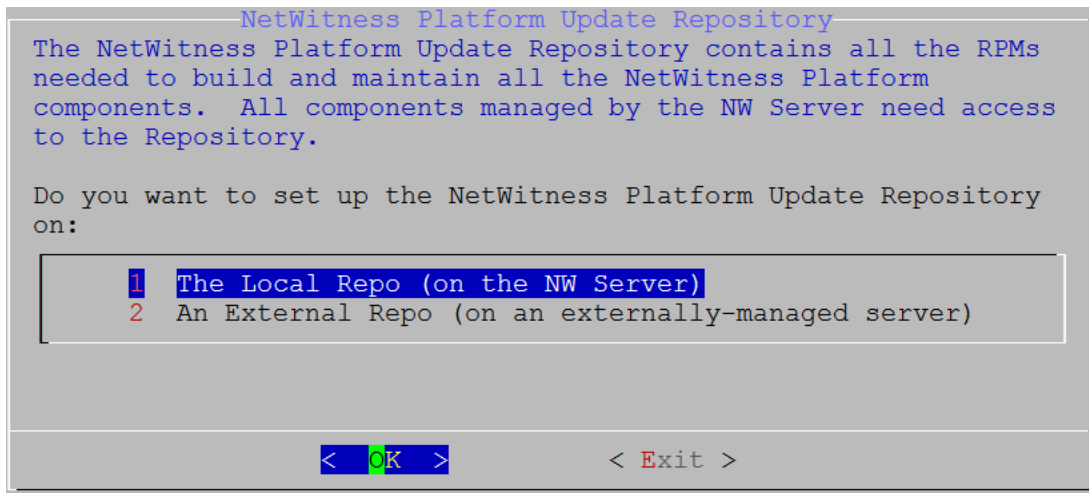 NetWitness Platform Update Repository
The NetWitness Platform Update Repository contains all the RPMs
needed to build and maintain all the NetWitness Platform
components.  All components managed by the NW Server need access
to the Repository.
Do you want to set up the NetWitness Platform Update Repository
on:
1  The Local Repo (on the NW Server)
2  An External Repo (on an externally-managed server)
<  OK  >  < Exit >